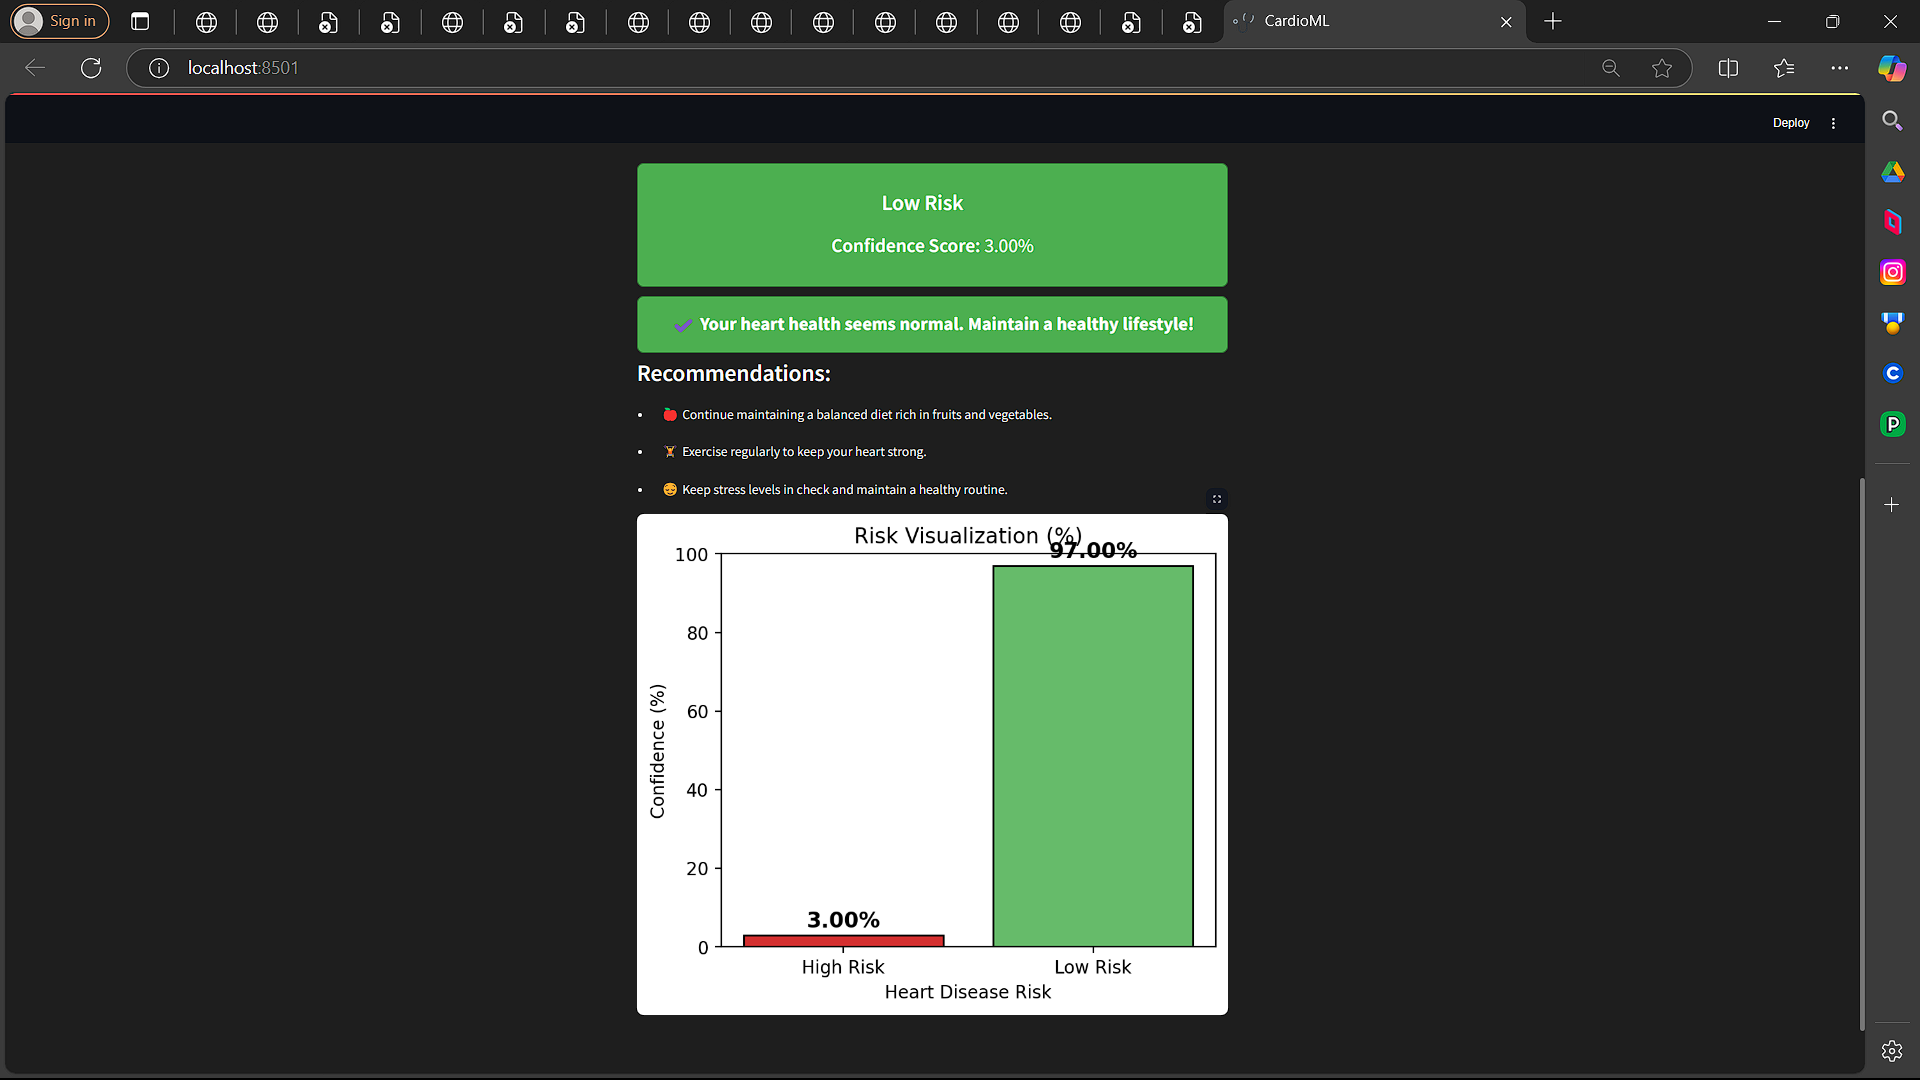 Sign in
CardioML
localhost:8501
Deploy
Low Risk
Confidence Score: 3.00%
Your heart health seems normal. Maintain a healthy lifestyle!
Recommendations:
Continue maintaining a balanced diet rich in fruits and vegetables.
Exercise regularly to keep your heart strong.
Keep stress levels in check and maintain a healthy routine.
Risk Visualization (%)
97.00%
100
80
60
40
20
0
Confidence (%)
3.00%
High Risk
Low Risk
Heart Disease Risk